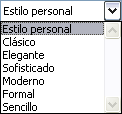 Estilo personal
Estilo personal
Clásico
Elegante
Sofisticado
Moderno
Formal
Sencillo